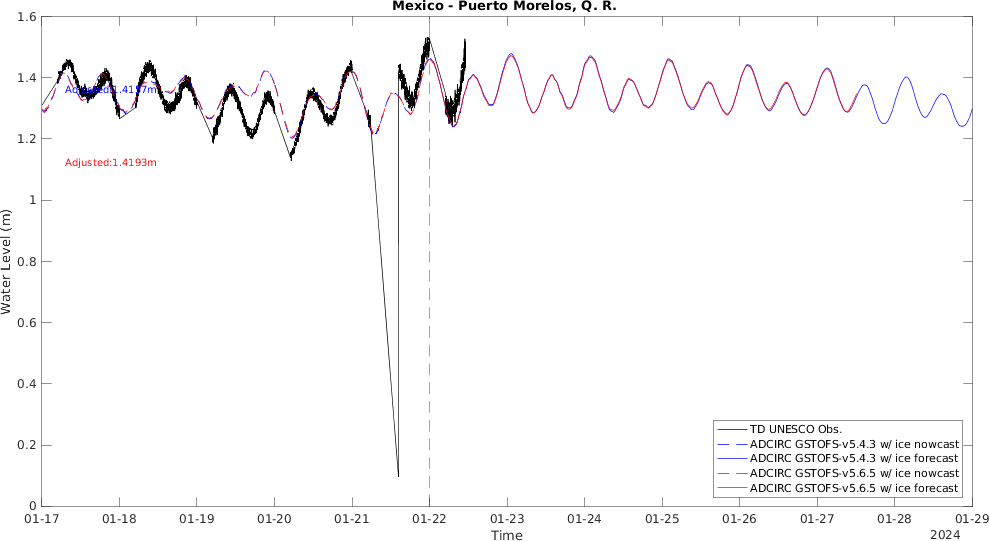 Mexico - Puerto Morelos, Q. R.
1.6
1.4
1.2
1
0.8
0.6
0.4
0.2
0
Water Level (m)
Adjusted:1.4197m
Adjusted:1.4193m
TD UNESCO Obs.
ADCIRC GSTOFS-v5.4.3 w/ ice nowcast
ADCIRC GSTOFS-v5.4.3 w/ ice forecast
ADCIRC GSTOFS-v5.6.5 w/ ice nowcast
ADCIRC GSTOFS-v5.6.5 w/ ice forecast
01-17 01-18 01-19 01-20 01-21 01-22 01-23 01-24 01-25 01-26 01-27 01-28 01-29
Time
2024